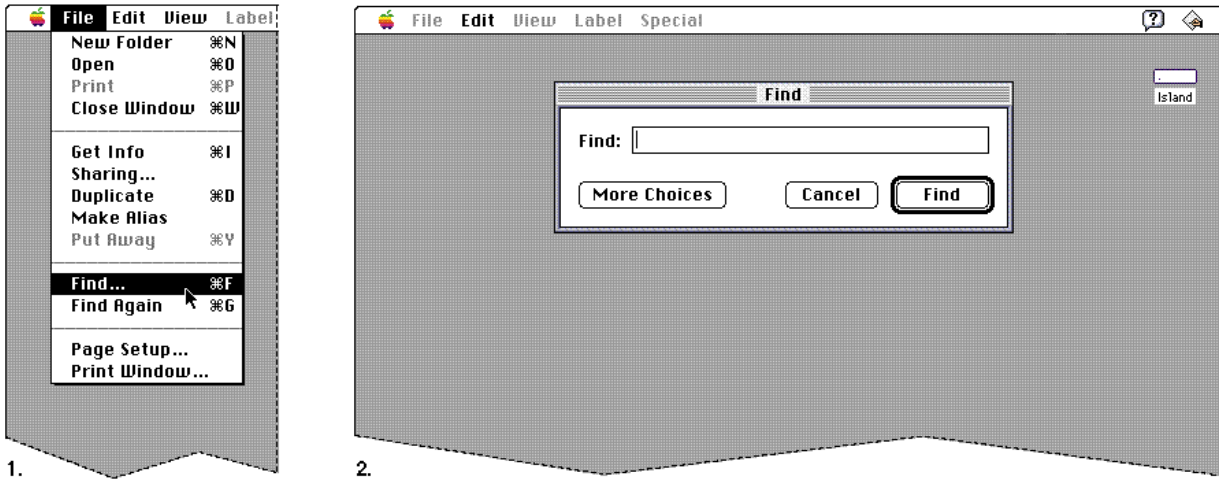 File Edit View Label
New Folder ⌘N
Open ⌘O
Print ⌘P
Close Window ⌘W
Get Info ⌘I
Sharing...
Duplicate ⌘D
Make Alias
Put Away ⌘Y
Find... ⌘F
Find Again ⌘G
Page Setup...
Print Window...
1.
File Edit View Label Special
Island
Find
Find:
More Choices Cancel Find
2.